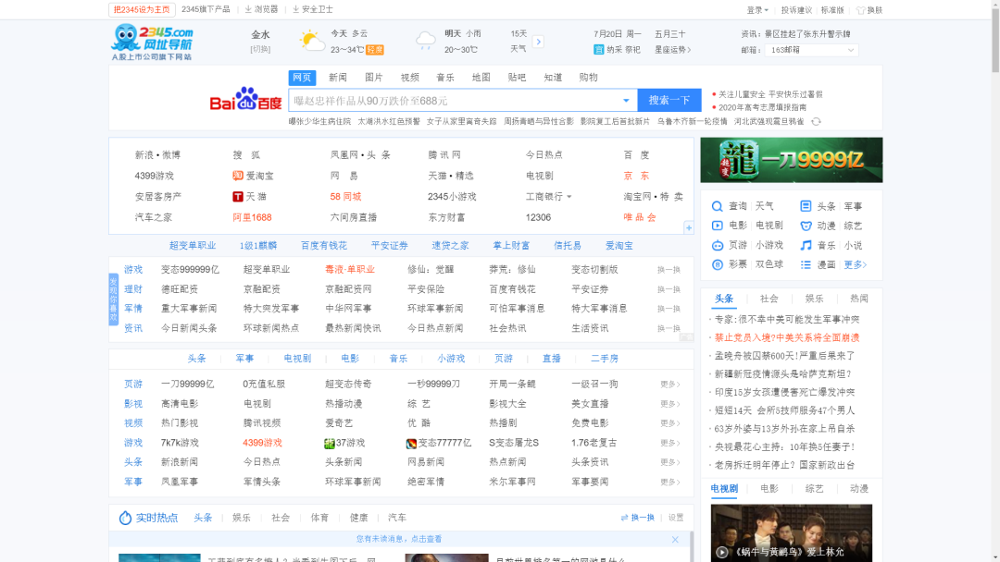 把2345设为主页 2345旗下产品 浏览器 安全卫士 登录 投诉建议 标准版 换肤
2345.com
网址导航
A股上市公司旗下网站
金水
[切换]
今天 多云
23~34℃ 轻度
明天 小雨
20~30℃
15天
天气
7月20日 周一 五月三十
宜 纳采 祭祀 星座运势>
资讯: 景区挂起了张东升警示牌
邮箱: 163邮箱
网页 新闻 图片 视频 音乐 地图 贴吧 知道 购物
Bai du 百度
曝赵忠祥作品从90万跌价至688元
搜索一下
• 关注儿童安全 平安快乐过暑假
• 2020年高考志愿填报指南
曝张少华生病住院 太湖洪水红色预警 女子从家里离奇失踪 周扬青晒与异性合影 影院复工后首批新片 乌鲁木齐新一轮疫情 河北武强现震旦鸦雀
新浪 • 微博 搜 狐 凤凰网 • 头 条 腾 讯 网 今日热点 百 度
4399游戏 爱淘宝 网 易 天猫 • 精选 电视剧 京 东
安居客房产 天 猫 58 同城 2345小游戏 工商银行 淘宝网 • 特 卖
汽车之家 阿里1688 六间房直播 东方财富 12306 唯 品 会
超变单职业 1级1麒麟 百度有钱花 平安证券 速贷之家 掌上财富 信托易 爱淘宝
发现你喜欢
游戏 变态999999亿 超变单职业 毒液-单职业 修仙: 觉醒 莽荒: 修仙 变态切割版 换一换
理财 德旺配资 京融配资 京融配资网 平安保险 百度有钱花 平安证券 换一换
军情 重大军事新闻 特大突发军事 中华网军事 环球军事新闻 可怕军事消息 特大军事消息 换一换
资讯 今日新闻头条 环球新闻热点 最热新闻快讯 今日热点新闻 社会热讯 生活资讯 换一换
头条 军事 电视剧 电影 音乐 小游戏 页游 直播 二手房
页游 一刀99999亿 0充值私服 超变态传奇 一秒99999刀 开局一条鲲 一级召一狗 更多>
影视 高清电影 电视剧 热播动漫 综 艺 影视大全 美女直播 更多>
视频 热门影视 腾讯视频 爱奇艺 优 酷 热播剧 免费电影 更多>
游戏 7k7k游戏 4399游戏 37游戏 变态77777亿 S变态屠龙S 1.76老复古 更多>
头条 新浪新闻 今日热点 头条新闻 网易新闻 热点新闻 头条资讯 更多>
军事 凤凰军事 军情头条 环球军事新闻 绝密军情 米尔军事网 军事要闻 更多>
实时热点 头条 娱乐 社会 体育 健康 汽车 换一换 设置
您有未读消息，点击查看
龍 一刀9999亿
查询 天气 头条 军事
电影 电视剧 动漫 综艺
页游 小游戏 音乐 小说
彩票 双色球 漫画 更多>
头条 社会 娱乐 热闻
· 专家:很不幸中美可能发生军事冲突
· 禁止党员入境?中美关系将全面崩溃
· 孟晚舟被囚禁600天!严重后果来了
· 新疆新冠疫情源头是哈萨克斯坦?
· 印度15岁女孩遭侵害死亡爆发冲突
· 短短14天 会所5技师服务47个男人
· 63岁外婆与13岁外孙在家上吊自杀
· 央视最花心主持: 10年换5任妻子!
· 老房拆迁明年停止? 国家新政出台
电视剧 电影 综艺 动漫
《蜗牛与黄鹂鸟》爱上林允